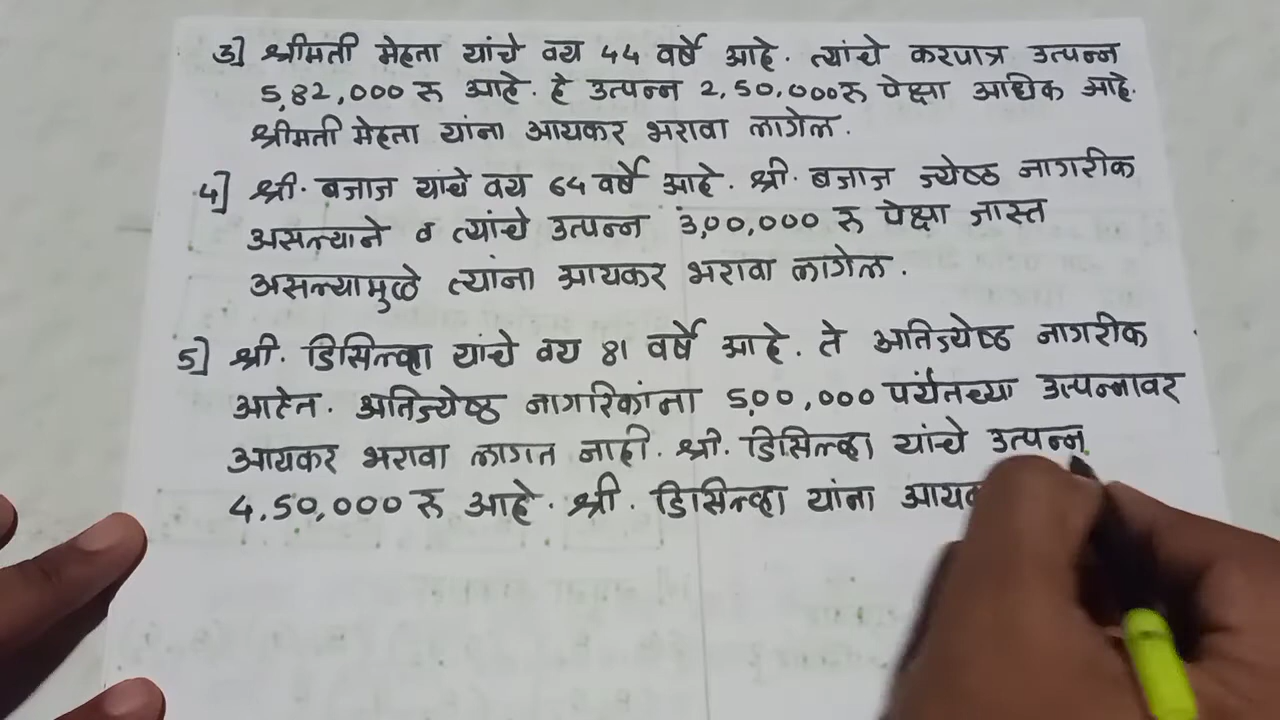 3] श्रीमती मेहता यांचे वय 44 वर्षे आहे. त्यांचे करपात्र उत्पन्न
5,82,000 रु आहे. हे उत्पन्न 2,50,000रु पेक्षा अधिक आहे.
श्रीमती मेहता यांना आयकर भरावा लागेल.
4] श्री. बजाज यांचे वय 64 वर्षे आहे. श्री. बजाज ज्येष्ठ नागरीक
असल्याने व त्यांचे उत्पन्न 3,00,000 रु पेक्षा जास्त
असल्यामुळे त्यांना आयकर भरावा लागेल.
5] श्री. डिसिल्व्हा यांचे वय 81 वर्षे आहे. ते अतिज्येष्ठ नागरीक
आहेत. अतिज्येष्ठ नागरिकांना 5,00,000 पर्यंतच्या उत्पन्नावर
आयकर भरावा लागत नाही. श्री. डिसिल्व्हा यांचे उत्पन्न
4,50,000 रु आहे. श्री. डिसिल्व्हा यांना